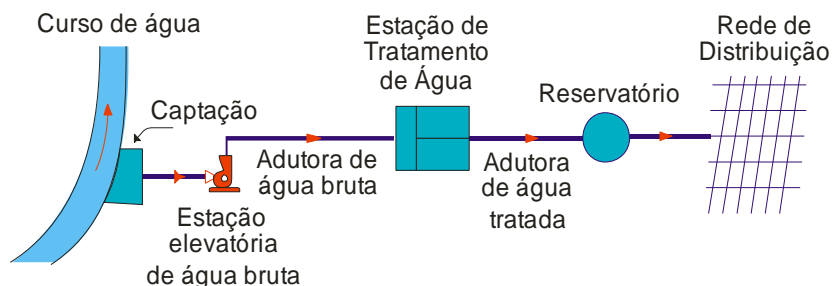 Curso de água
Captação
Estação
elevatória
de água bruta
Adutora de
água bruta
Estação de
Tratamento
de Água
Adutora
de água
tratada
Reservatório
Rede de
Distribuição